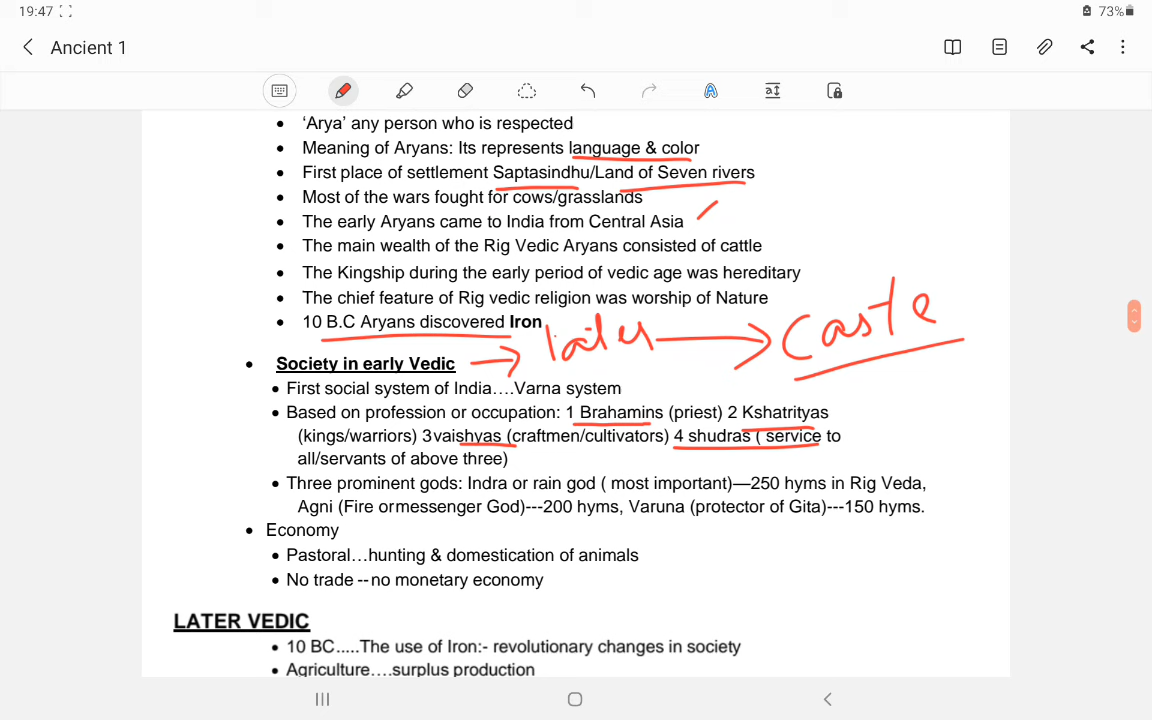 19:47
73%
Ancient 1
‘Arya’ any person who is respected
Meaning of Aryans: Its represents language & color
First place of settlement Saptasindhu/Land of Seven rivers
Most of the wars fought for cows/grasslands
The early Aryans came to India from Central Asia
The main wealth of the Rig Vedic Aryans consisted of cattle
The Kingship during the early period of vedic age was hereditary
The chief feature of Rig vedic religion was worship of Nature
10 B.C Aryans discovered Iron
later → caste
Society in early Vedic →
First social system of India….Varna system
Based on profession or occupation: 1 Brahamins (priest) 2 Kshatrityas
(kings/warriors) 3vaishyas (craftmen/cultivators) 4 shudras ( service to
all/servants of above three)
Three prominent gods: Indra or rain god ( most important)—250 hyms in Rig Veda,
Agni (Fire ormessenger God)---200 hyms, Varuna (protector of Gita)---150 hyms.
Economy
Pastoral…hunting & domestication of animals
No trade --no monetary economy
LATER VEDIC
10 BC.....The use of Iron:- revolutionary changes in society
Agriculture….surplus production